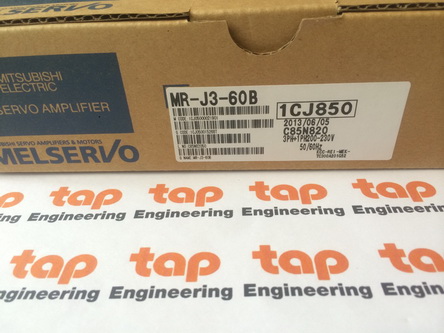 MITSUBISHI
ELECTRIC
SERVO AMPLIFIER
MELSERVO
MR-J3-60B
1CJ850
2013/06/05
C85N820
3PH+1PH200-230V
50/60Hz
tap tap tap tap
Engineering Engineering Engineering Engineering
tap tap tap tap
Engineering Engineering Engineering Engineering